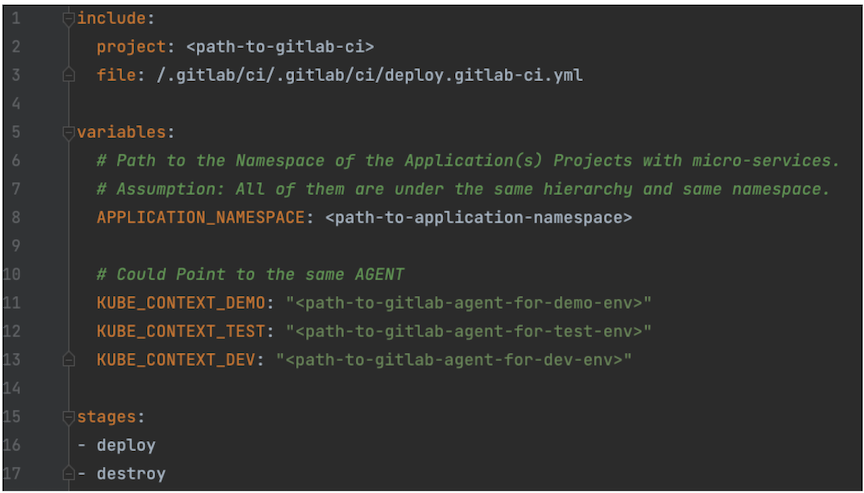 1 include:
2   project: <path-to-gitlab-ci>
3   file: /.gitlab/ci/.gitlab/ci/deploy.gitlab-ci.yml
4
5 variables:
6   # Path to the Namespace of the Application(s) Projects with micro-services.
7   # Assumption: All of them are under the same hierarchy and same namespace.
8   APPLICATION_NAMESPACE: <path-to-application-namespace>
9
10   # Could Point to the same AGENT
11   KUBE_CONTEXT_DEMO: "<path-to-gitlab-agent-for-demo-env>"
12   KUBE_CONTEXT_TEST: "<path-to-gitlab-agent-for-test-env>"
13   KUBE_CONTEXT_DEV: "<path-to-gitlab-agent-for-dev-env>"
14
15 stages:
16 - deploy
17 - destroy